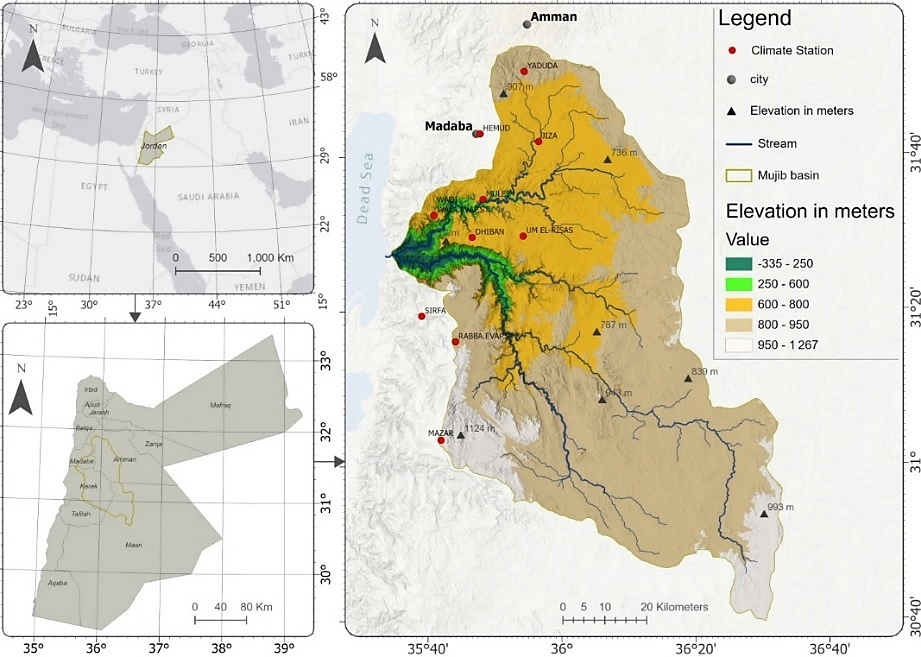 N
BULGARIA
GEORGIA
GREECE
TURKEY
Mediterranean
Sea
SYRIA
IRAN
Jorden
EGYPT
SAUDI ARABIA
Red
Sea
SUDAN
YEMEN
0 500 1,000 Km
43°
58°
29°
22°
15°
23° 30° 37° 44° 51°
15°
N
Irbid
Ajlun
Jarash
Mafraq
Balqa
Zarqa
Madaba
Amman
Karak
Tafilah
Maan
Aqaba
0 40 80 Km
33°
32°
31°
30°
35° 36° 37° 38° 39°
N
Amman
YADUDA
907 m
Madaba
HEMUD
JIZA
736 m
Dead Sea
WADI
DHIBAN
UM EL-RISAS
SIRFA
787 m
RABBA EVAP
839 m
943 m
MAZAR
1124 m
993 m
0 5 10 20 Kilometers
35°40' 36° 36°20' 36°40'
31°40'
31°20'
31°
30°40'
Legend
Climate Station
city
Elevation in meters
Stream
Mujib basin
Elevation in meters
Value
-335 - 250
250 - 600
600 - 800
800 - 950
950 - 1 267